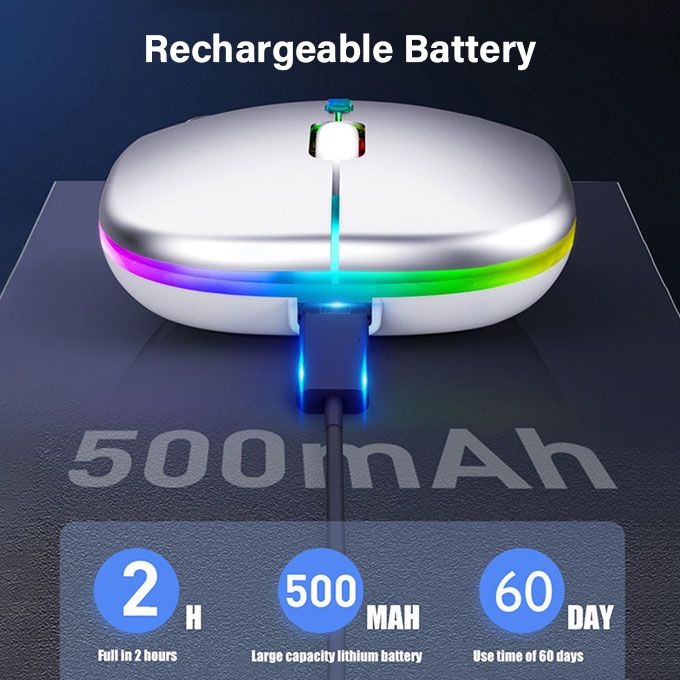 Rechargeable Battery
500mAh
2 H
500 MAH
60 DAY
Full in 2 hours
Large capacity lithium battery
Use time of 60 days